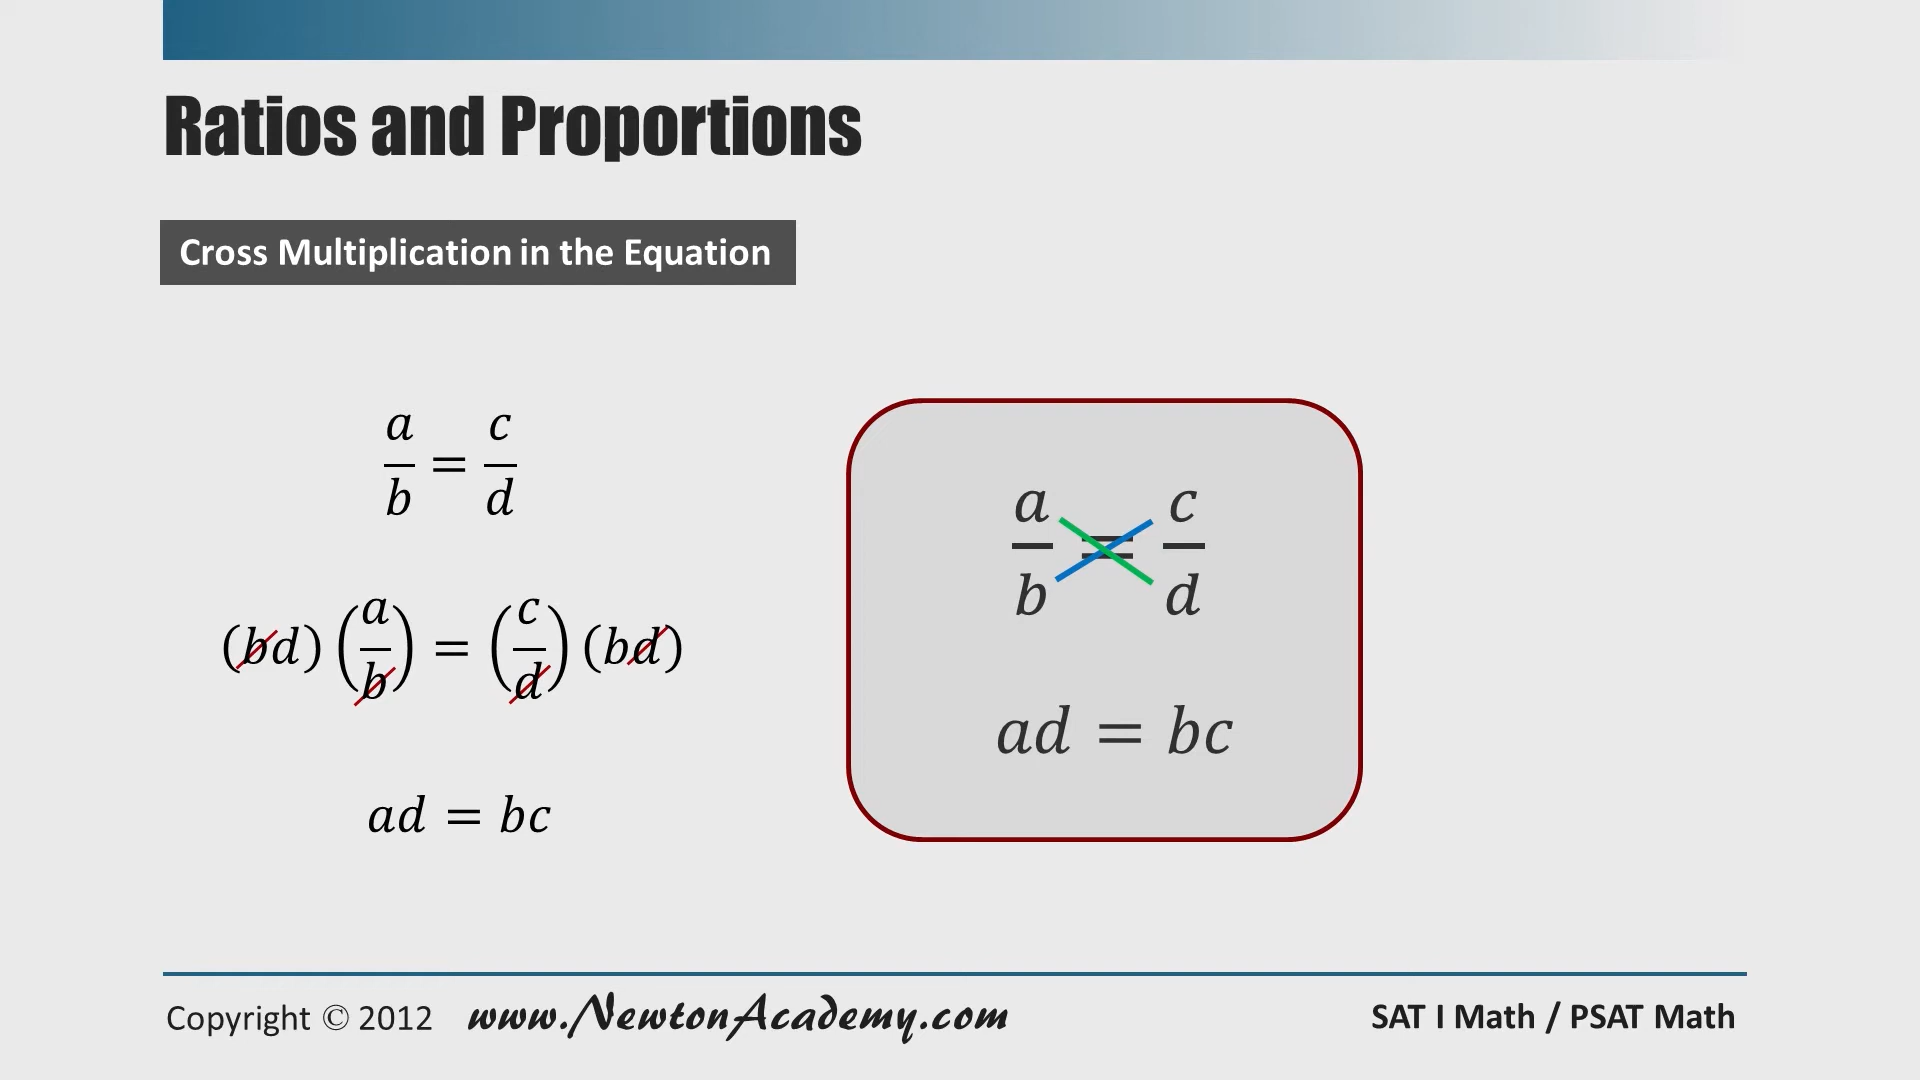 Ratios and Proportions
Cross Multiplication in the Equation
a/b = c/d
(bd)(a/b) = (c/d)(bd)
ad = bc
a/b = c/d
ad = bc
Copyright © 2012 www.NewtonAcademy.com SAT I Math / PSAT Math